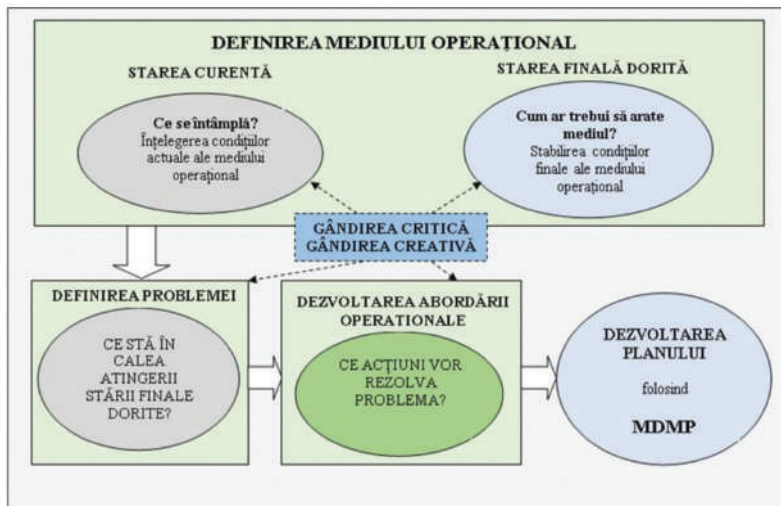 DEFINIREA MEDIULUI OPERAȚIONAL
STAREA CURENTĂ
Ce se întâmplă?
Înțelegerea condițiilor
actuale ale mediului
operațional
STAREA FINALĂ DORITĂ
Cum ar trebui să arate
mediul?
Stabilirea condițiilor
finale ale mediului
operațional
GÂNDIREA CRITICĂ
GÂNDIREA CREATIVĂ
DEFINIREA PROBLEMEI
CE STĂ ÎN
CALEA
ATINGERII
STĂRII FINALE
DORITE?
DEZVOLTAREA ABORDĂRII
OPERATIONALE
CE ACȚIUNI VOR
REZOLVA
PROBLEMA?
DEZVOLTAREA
PLANULUI
folosind
MDMP